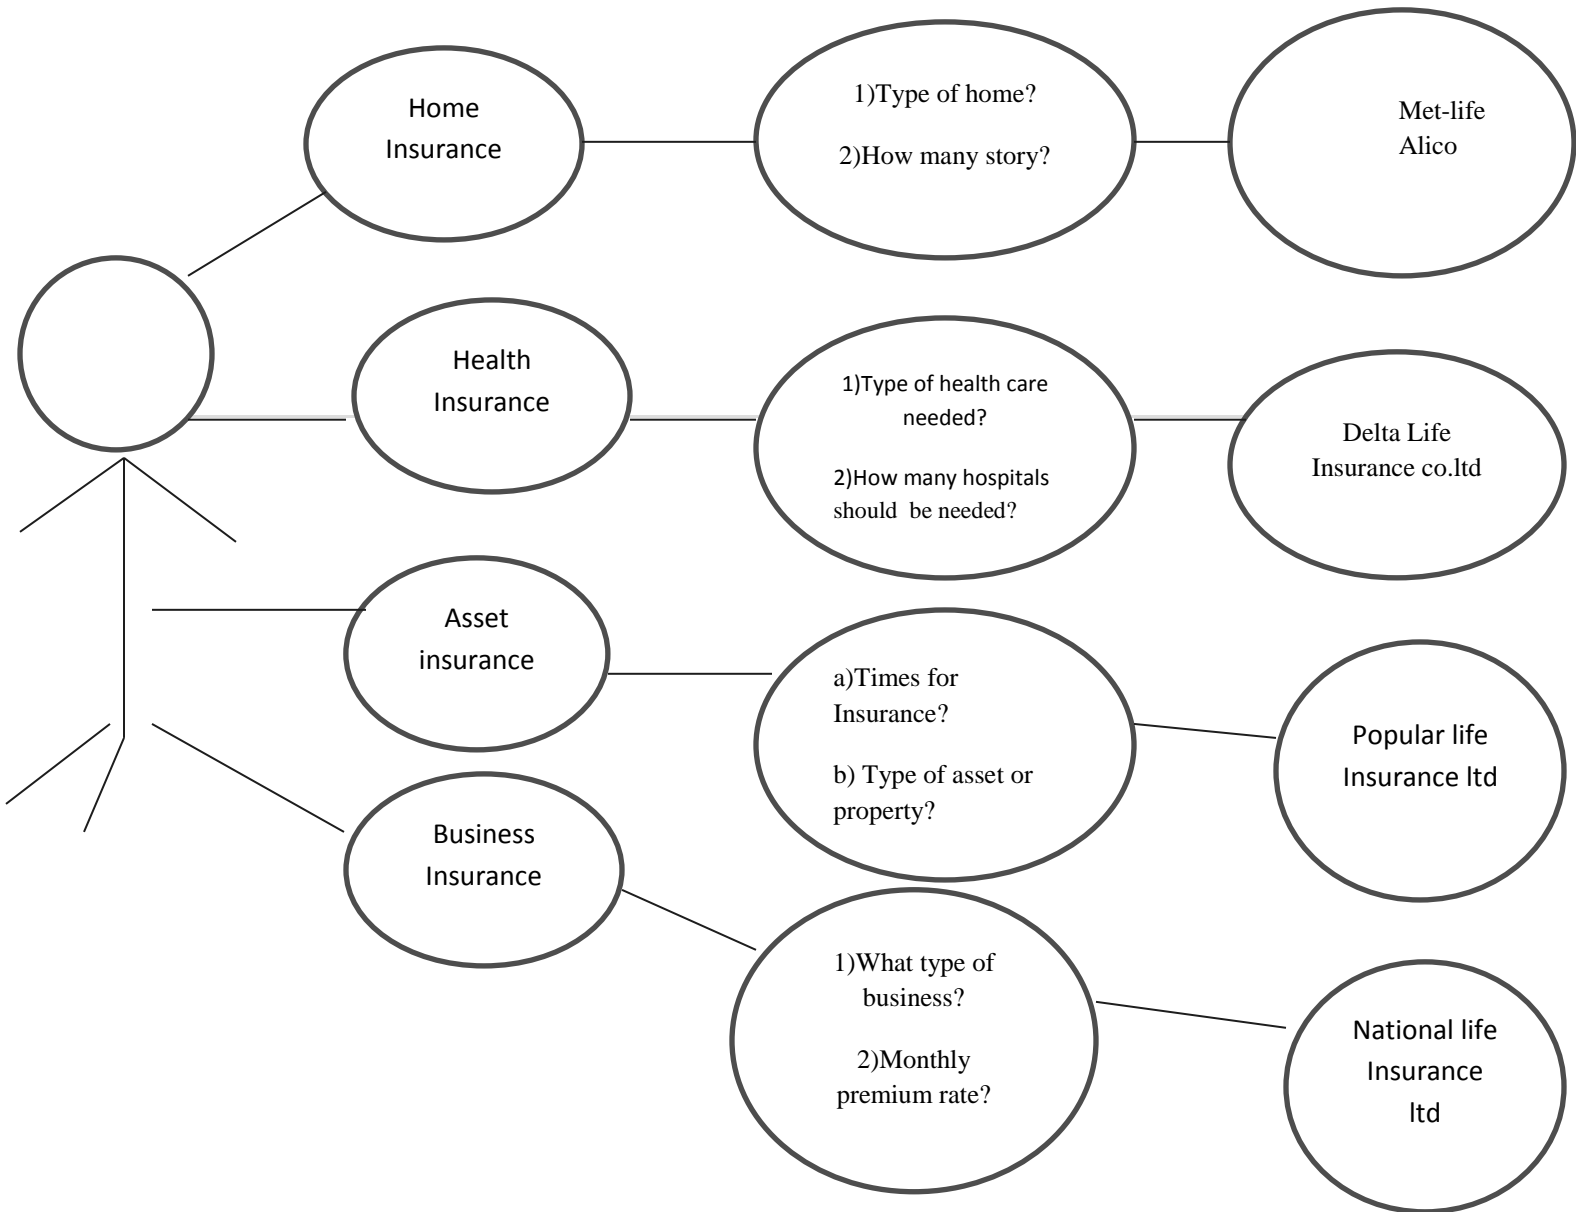 Home
Insurance
1)Type of home?
2)How many story?
Met-life
Alico
Health
Insurance
1)Type of health care
needed?
2)How many hospitals
should be needed?
Delta Life
Insurance co.ltd
Asset
insurance
a)Times for
Insurance?
b) Type of asset or
property?
Popular life
Insurance ltd
Business
Insurance
1)What type of
business?
2)Monthly
premium rate?
National life
Insurance
ltd